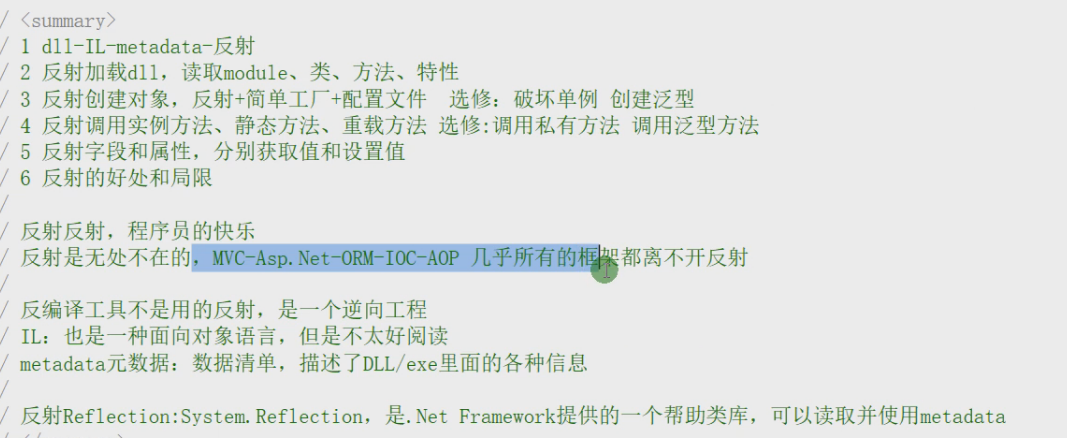 / <summary>
/ 1 dll-IL-metadata-反射
/ 2 反射加载dll，读取module、类、方法、特性
/ 3 反射创建对象，反射+简单工厂+配置文件  选修：破坏单例 创建泛型
/ 4 反射调用实例方法、静态方法、重载方法 选修:调用私有方法 调用泛型方法
/ 5 反射字段和属性，分别获取值和设置值
/ 6 反射的好处和局限
/
/ 反射反射，程序员的快乐
/ 反射是无处不在的，MVC-Asp.Net-ORM-IOC-AOP 几乎所有的框架都离不开反射
/
/ 反编译工具不是用的反射，是一个逆向工程
/ IL：也是一种面向对象语言，但是不太好阅读
/ metadata元数据：数据清单，描述了DLL/exe里面的各种信息
/
/ 反射Reflection:System.Reflection，是.Net Framework提供的一个帮助类库，可以读取并使用metadata